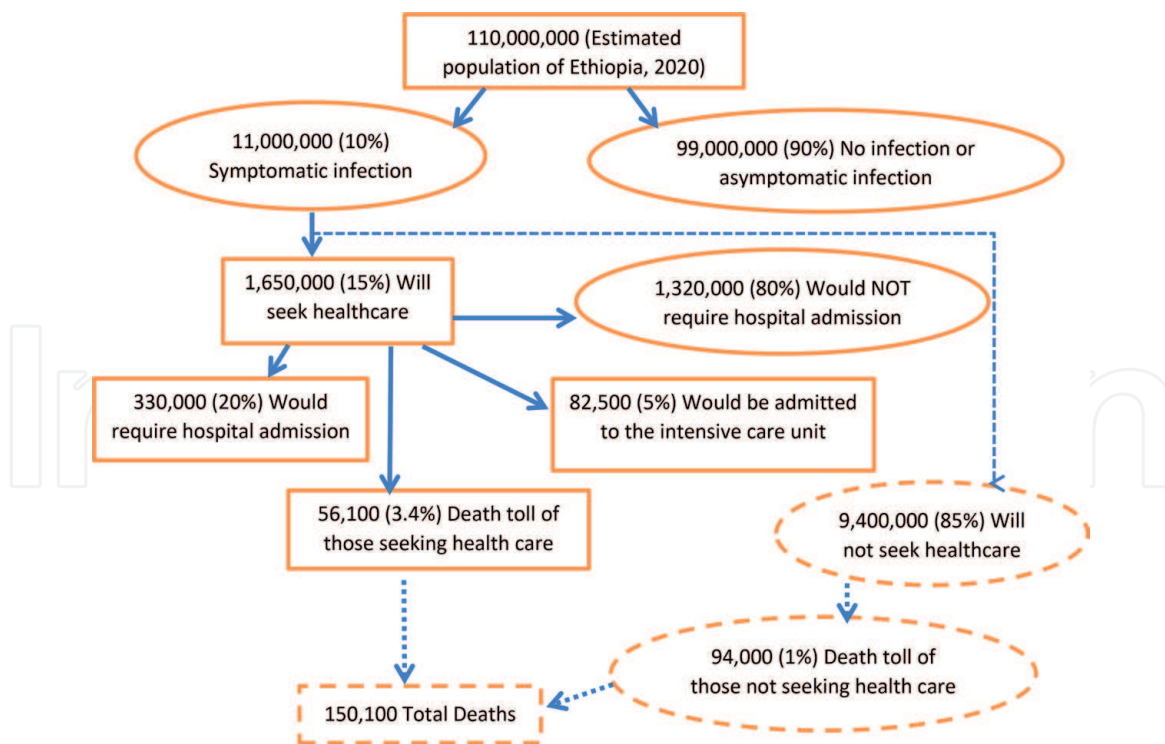 110,000,000 (Estimated
population of Ethiopia, 2020)
11,000,000 (10%)
Symptomatic infection
99,000,000 (90%) No infection or
asymptomatic infection
1,650,000 (15%) Will
seek healthcare
1,320,000 (80%) Would NOT
require hospital admission
330,000 (20%) Would
require hospital admission
82,500 (5%) Would be admitted
to the intensive care unit
56,100 (3.4%) Death toll of
those seeking health care
9,400,000 (85%) Will
not seek healthcare
94,000 (1%) Death toll of
those not seeking health care
150,100 Total Deaths